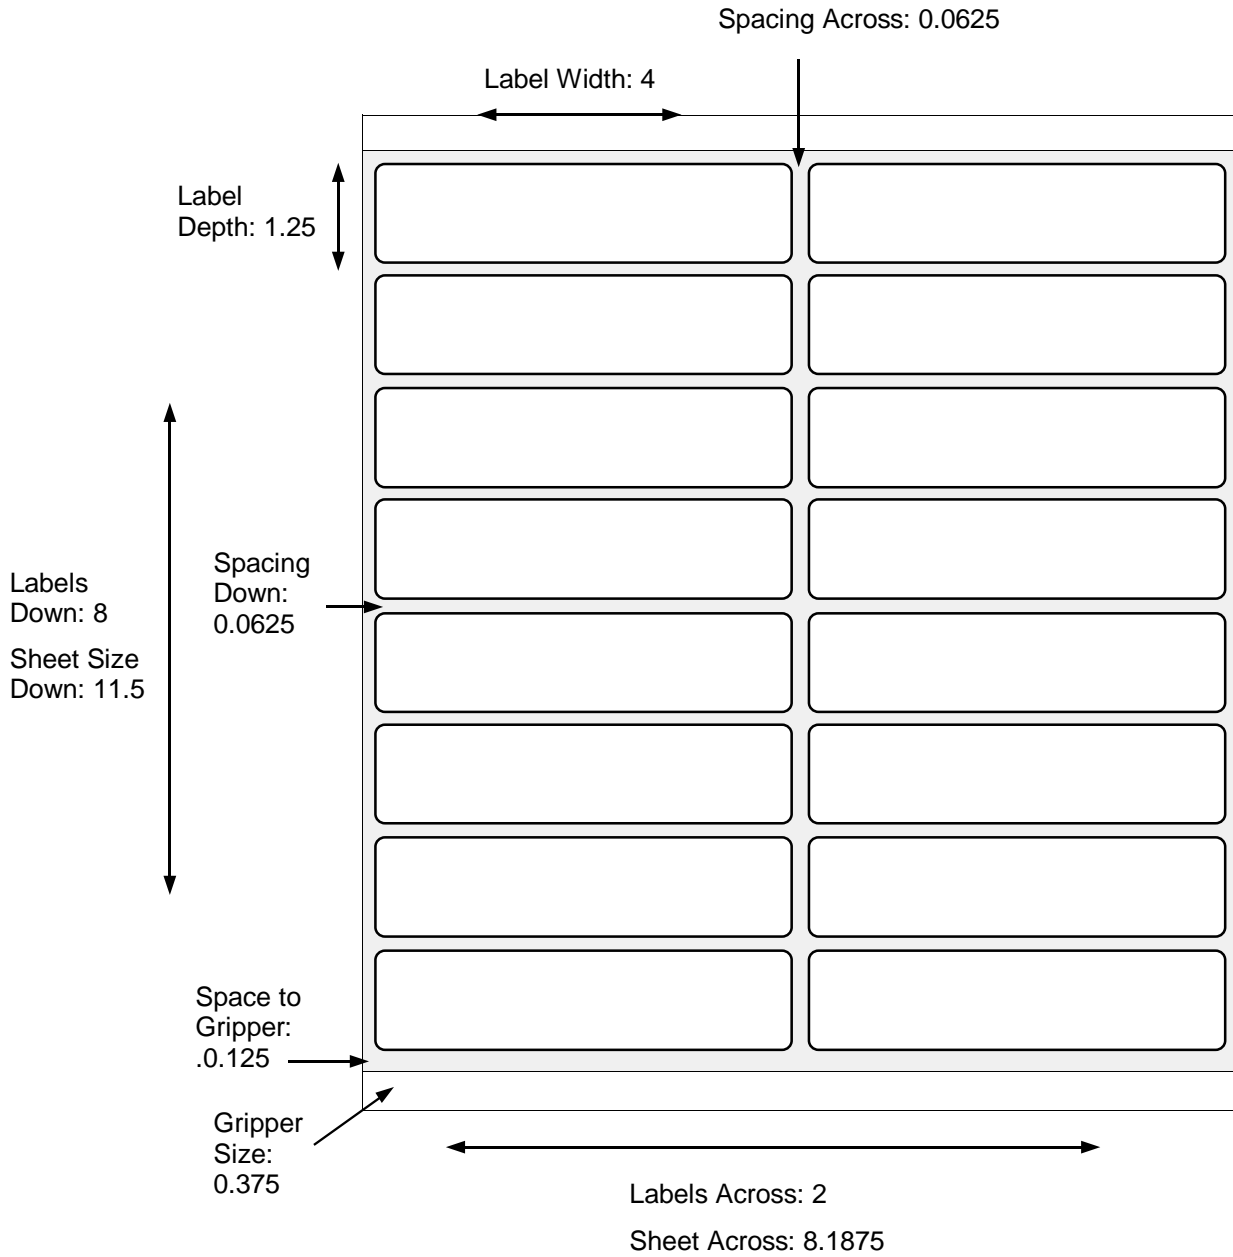 Spacing Across: 0.0625
Label Width: 4
Label
Depth: 1.25
Spacing
Down:
0.0625
Labels
Down: 8
Sheet Size
Down: 11.5
Space to
Gripper:
.0.125
Gripper
Size:
0.375
Labels Across: 2
Sheet Across: 8.1875